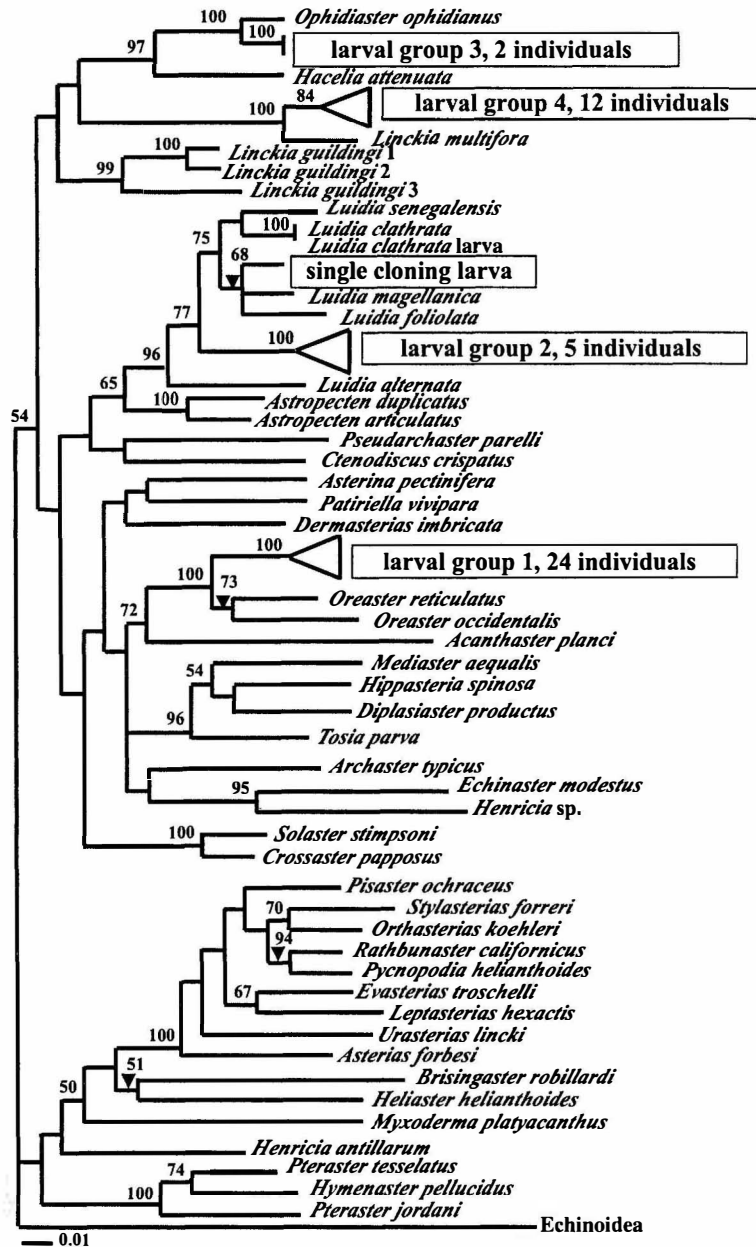 100
Ophidiaster ophidianus
100
larval group 3, 2 individuals
97
Hacelia attenuata
84
larval group 4, 12 individuals
100
Linckia multifora
100
Linckia guildingi 1
Linckia guildingi 2
99
Linckia guildingi 3
Luidia senegalensis
100
Luidia clathrata
75
Luidia clathrata larva
68
single cloning larva
Luidia magellanica
Luidia foliolata
77
100
larval group 2, 5 individuals
96
Luidia alternata
65
100
Astropecten duplicatus
Astropecten articulatus
54
Pseudarchaster parelli
Ctenodiscus crispatus
Asterina pectinifera
Patiriella vivipara
Dermasterias imbricata
100
larval group 1, 24 individuals
100
73
Oreaster reticulatus
72
Oreaster occidentalis
Acanthaster planci
54
Mediaster aequalis
Hippasteria spinosa
96
Diplasiaster productus
Tosia parva
Archaster typicus
95
Echinaster modestus
Henricia sp.
100
Solaster stimpsoni
Crossaster papposus
Pisaster ochraceus
70
Stylasterias forreri
Orthasterias koehleri
94
Rathbunaster californicus
Pycnopodia helianthoides
67
Evasterias troschelli
Leptasterias hexactis
Urasterias lincki
100
Asterias forbesi
51
Brisingaster robillardi
50
Heliaster helianthoides
Myxoderma platyacanthus
Henricia antillarum
74
Pteraster tesselatus
Hymenaster pellucidus
100
Pteraster jordani
Echinoidea
0.01